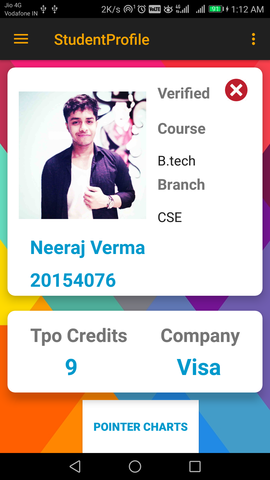 Jio 4G
Vodafone IN
2K/s
91
1:12 AM
StudentProfile
Verified
Course
B.tech
Branch
CSE
Neeraj Verma
20154076
Tpo Credits
Company
9
Visa
POINTER CHARTS